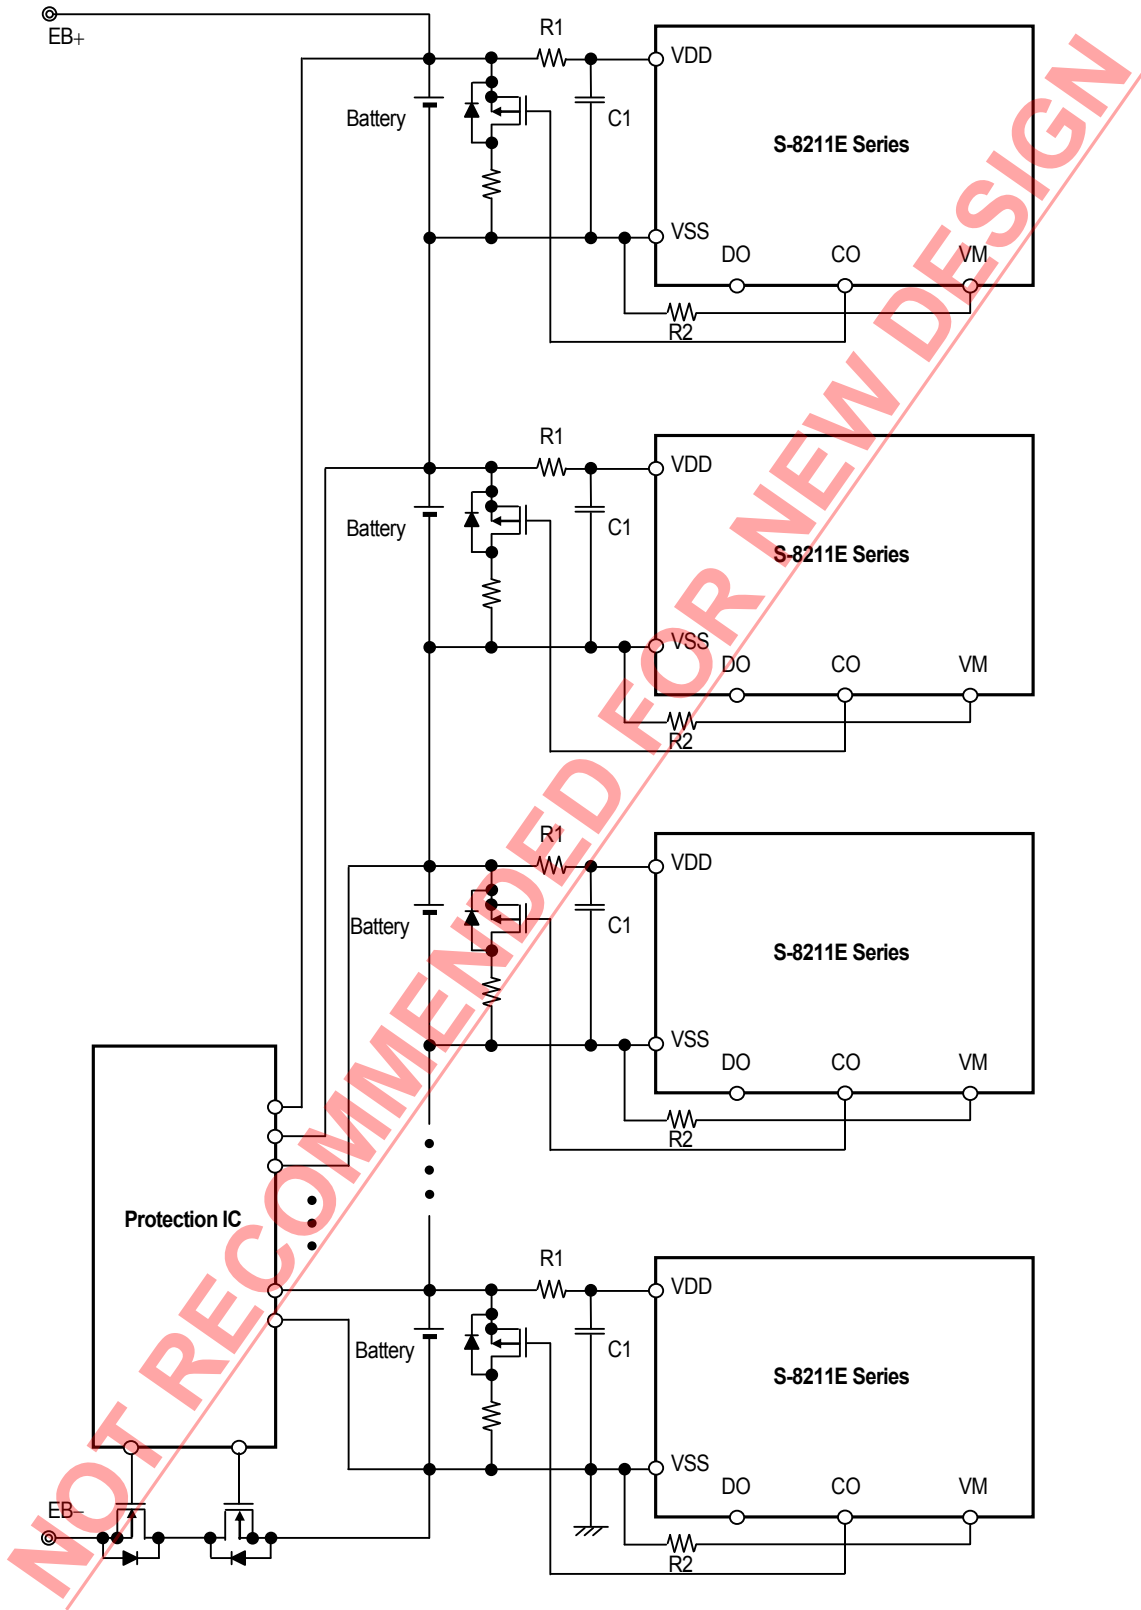 EB+
R1
VDD
Battery
C1
S-8211E Series
VSS
DO CO VM
R2
R1
VDD
Battery
C1
S-8211E Series
VSS
DO CO VM
R2
R1
VDD
Battery
C1
S-8211E Series
VSS
DO CO VM
R2
Protection IC
R1
VDD
Battery
C1
S-8211E Series
VSS
DO CO VM
R2
EB−
NOT RECOMMENDED FOR NEW DESIGN